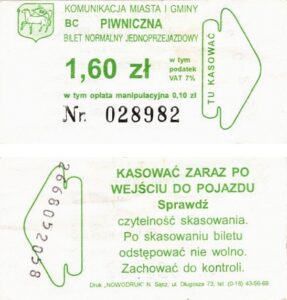 KOMUNIKACJA MIASTA I GMINY
BC PIWNICZNA
BILET NORMALNY JEDNOPRZEJAZDOWY
1,60 zł
w tym
podatek
VAT 7%
w tym opłata manipulacyjna 0,10 zł
Nr 028982
TU KASOWAĆ
KASOWAĆ ZARAZ PO
WEJŚCIU DO POJAZDU
Sprawdź
czytelność skasowania.
Po skasowaniu biletu
odstępować nie wolno.
Zachować do kontroli.
Druk „NOWODRUK" N. Sącz, ul. Długosza 73, tel. (0-18) 43-56-69